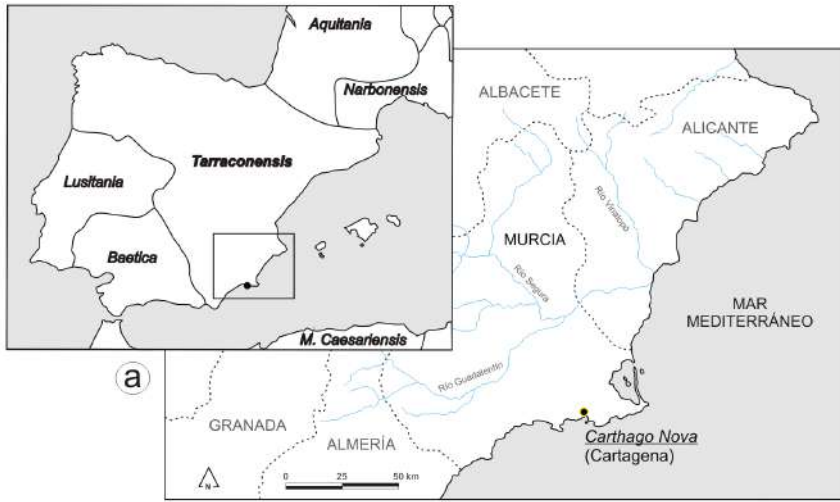 Aquitania
Narbonensis
Tarraconensis
Lusitania
Baetica
M. Caesariensis
a
ALBACETE
ALICANTE
Río Vinalopó
MURCIA
Río Segura
MAR
MEDITERRÁNEO
Río Guadalentín
GRANADA
ALMERÍA
Carthago Nova
(Cartagena)
N
0 25 50 km